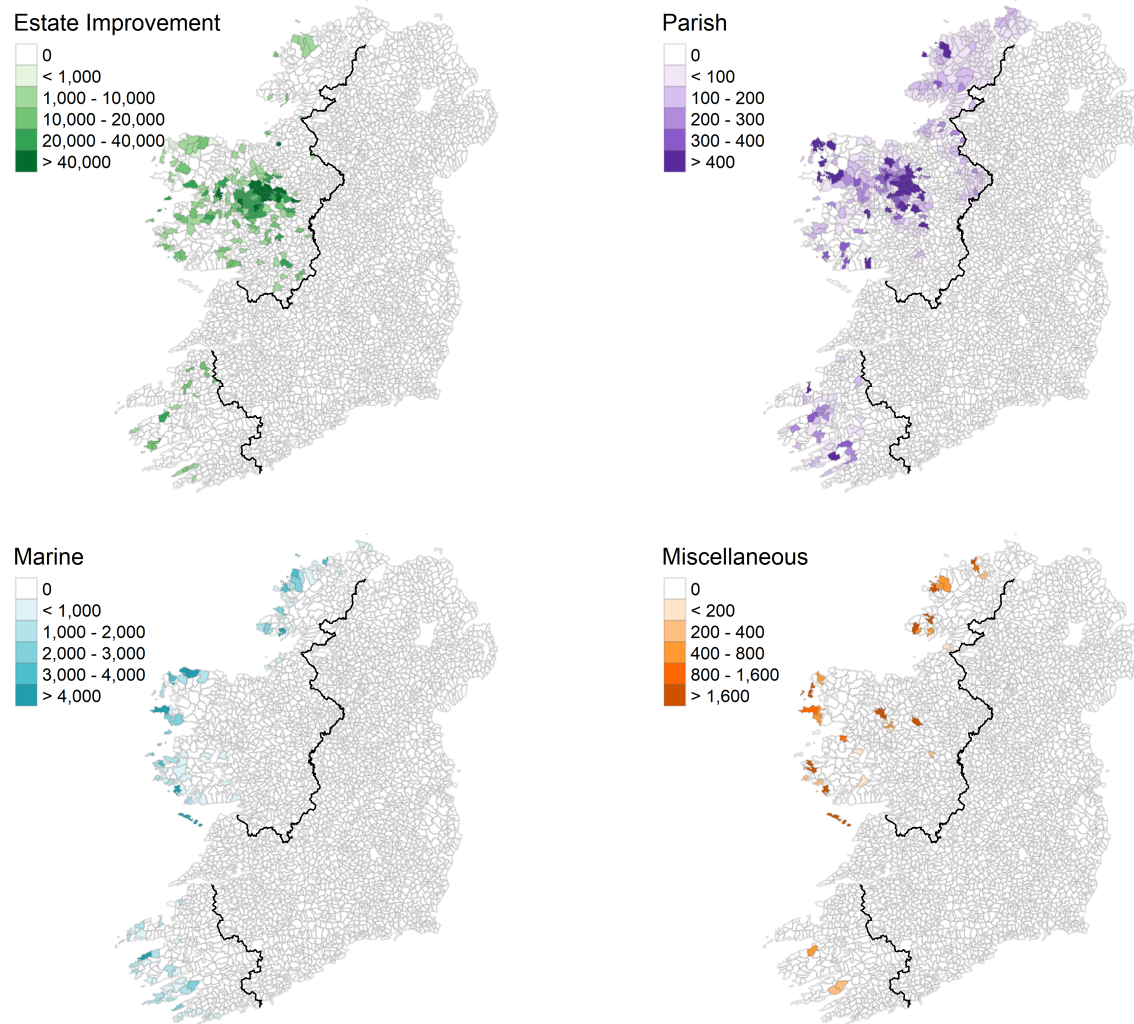 Estate Improvement
0
< 1,000
1,000 - 10,000
10,000 - 20,000
20,000 - 40,000
> 40,000
Parish
0
< 100
100 - 200
200 - 300
300 - 400
> 400
Marine
0
< 1,000
1,000 - 2,000
2,000 - 3,000
3,000 - 4,000
> 4,000
Miscellaneous
0
< 200
200 - 400
400 - 800
800 - 1,600
> 1,600